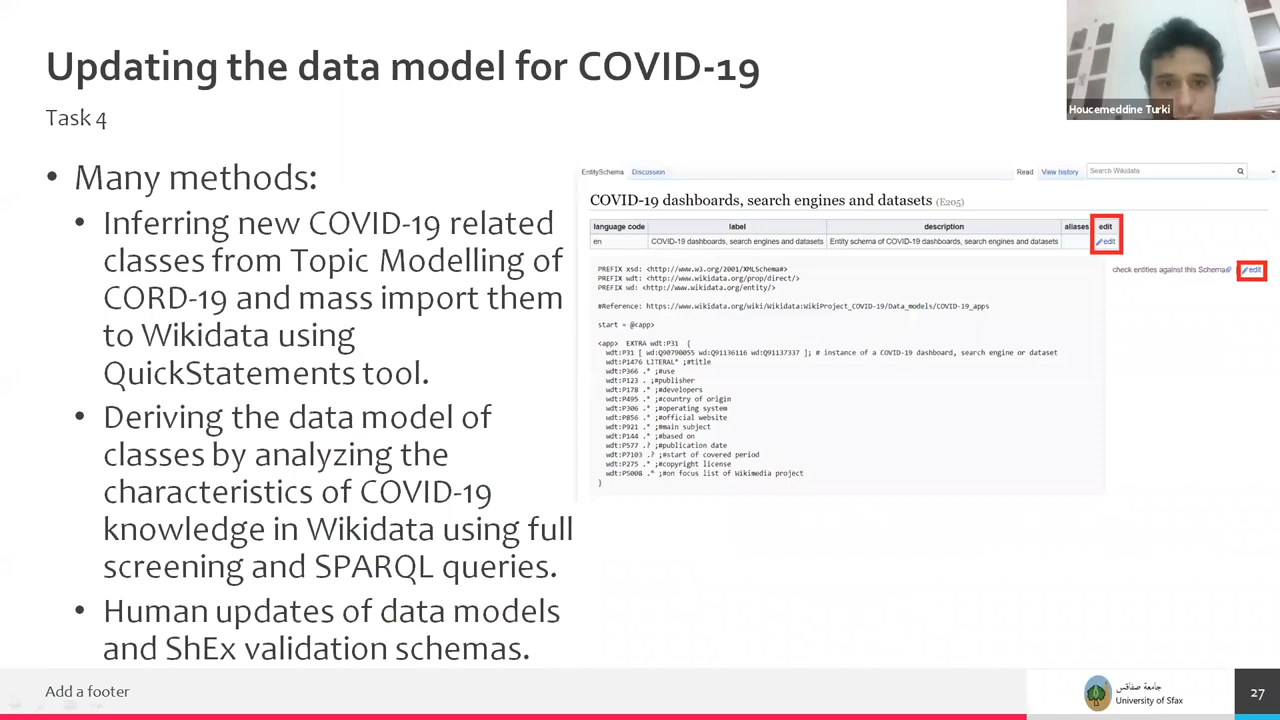 Updating the data model for COVID-19
Task 4
Houcemeddine Turki
• Many methods:
• Inferring new COVID-19 related
classes from Topic Modelling of
CORD-19 and mass import them
to Wikidata using
QuickStatements tool.
• Deriving the data model of
classes by analyzing the
characteristics of COVID-19
knowledge in Wikidata using full
screening and SPARQL queries.
• Human updates of data models
and ShEx validation schemas.
EntitySchema Discussion Read View history Search Wikidata
COVID-19 dashboards, search engines and datasets (E205)
language code label description aliases edit
en COVID-19 dashboards, search engines and datasets Entity schema of COVID-19 dashboards, search engines and datasets edit
check entities against this Schema edit
PREFIX xsd: <http://www.w3.org/2001/XMLSchema#>
PREFIX wdt: <http://www.wikidata.org/prop/direct/>
PREFIX wd: <http://www.wikidata.org/entity/>
#Reference: https://www.wikidata.org/wiki/Wikidata:WikiProject_COVID-19/Data_models/COVID-19_apps
start = @<app>
<app> EXTRA wdt:P31 {
wdt:P31 [ wd:Q90790055 wd:Q91136116 wd:Q91137337 ]; # instance of a COVID-19 dashboard, search engine or dataset
wdt:P1476 LITERAL* ;#title
wdt:P366 .* ;#use
wdt:P123 . ;#publisher
wdt:P178 .* ;#developers
wdt:P495 .* ;#country of origin
wdt:P306 .* ;#operating system
wdt:P856 .* ;#official website
wdt:P921 .* ;#main subject
wdt:P144 .* ;#based on
wdt:P577 .? ;#publication date
wdt:P7103 .? ;#start of covered period
wdt:P275 .* ;#copyright license
wdt:P5008 .* ;#on focus list of Wikimedia project
}
Add a footer
جامعة صفاقس
University of Sfax
27